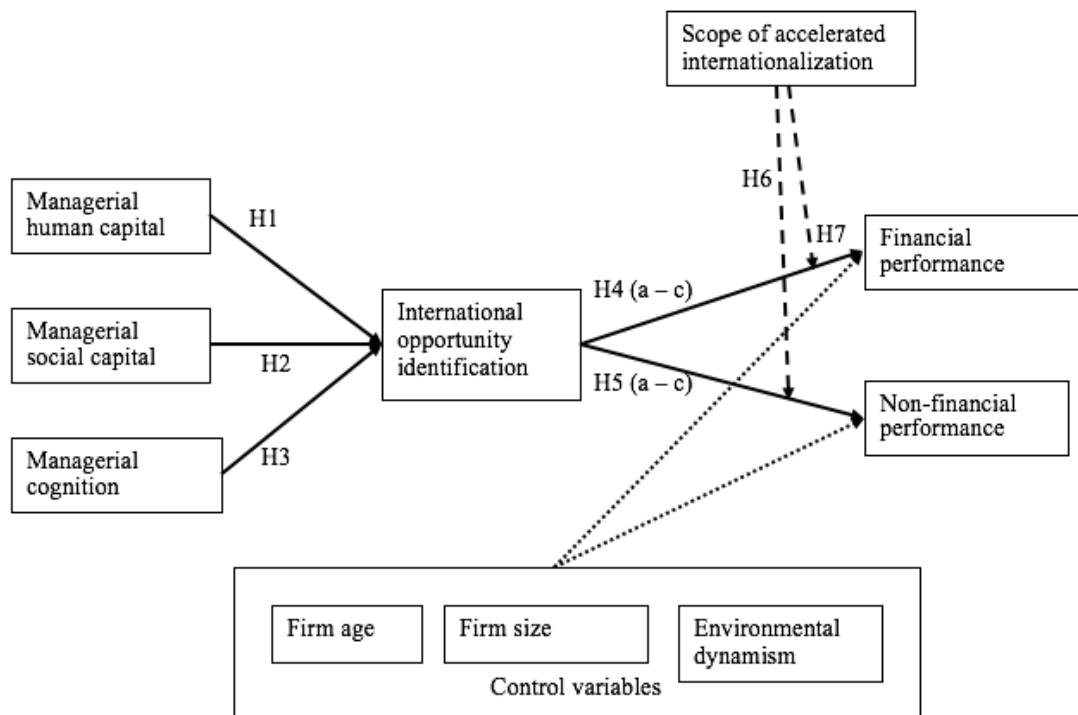 Scope of accelerated
internationalization
H6
Managerial
human capital
H1
H7
Financial
performance
H4 (a – c)
International
opportunity
identification
Managerial
social capital
H2
H5 (a – c)
Non-financial
performance
H3
Managerial
cognition
Firm age
Firm size
Environmental
dynamism
Control variables